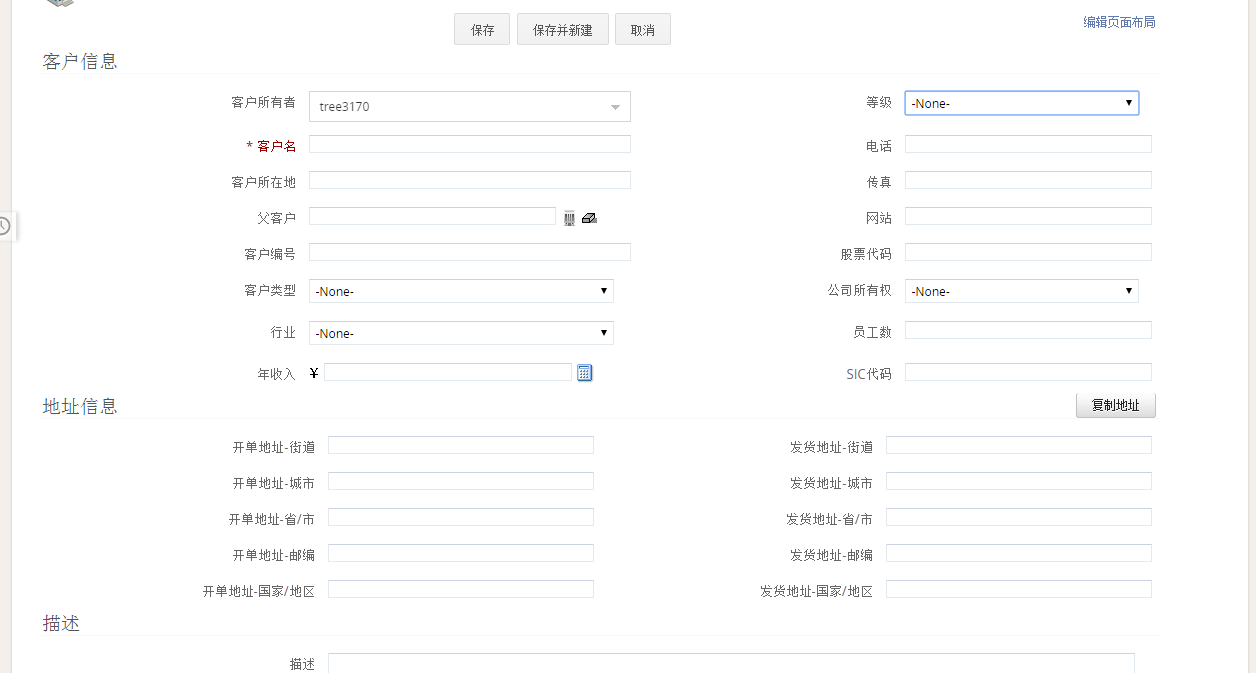 保存 保存并新建 取消 编辑页面布局
客户信息
客户所有者 tree3170 等级 -None-
* 客户名 电话
客户所在地 传真
父客户 网站
客户编号 股票代码
客户类型 -None- 公司所有权 -None-
行业 -None- 员工数
年收入 ¥ SIC代码
地址信息 复制地址
开单地址-街道 发货地址-街道
开单地址-城市 发货地址-城市
开单地址-省/市 发货地址-省/市
开单地址-邮编 发货地址-邮编
开单地址-国家/地区 发货地址-国家/地区
描述
描述